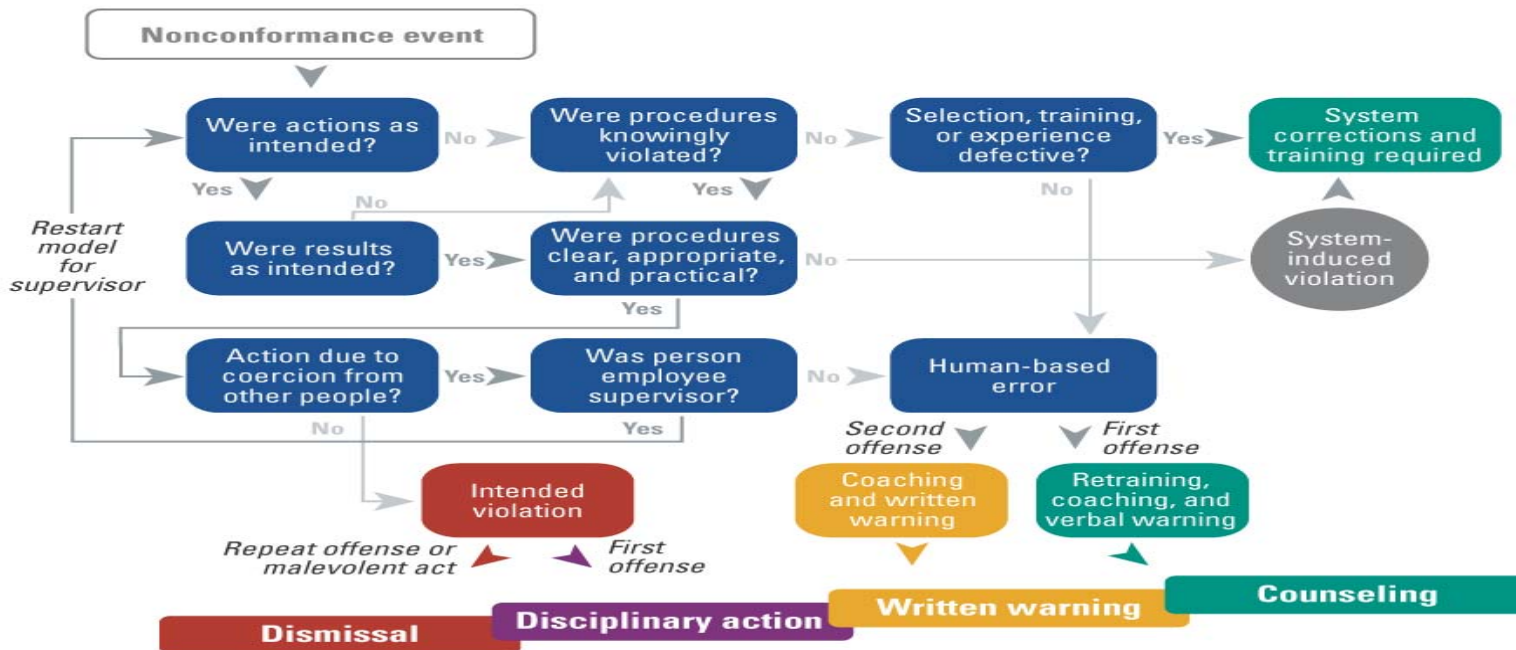 Nonconformance event
Were actions as
intended?
No
Were procedures
knowingly
violated?
No
Selection, training,
or experience
defective?
Yes
System
corrections and
training required
Yes
No
Yes
No
Restart
model
for
supervisor
Were results
as intended?
Yes
Were procedures
clear, appropriate,
and practical?
No
System-
induced
violation
Yes
Action due to
coercion from
other people?
Yes
Was person
employee
supervisor?
No
Human-based
error
No
Yes
Second
offense
First
offense
Intended
violation
Coaching
and written
warning
Retraining,
coaching, and
verbal warning
Repeat offense or
malevolent act
First
offense
Dismissal
Disciplinary action
Written warning
Counseling